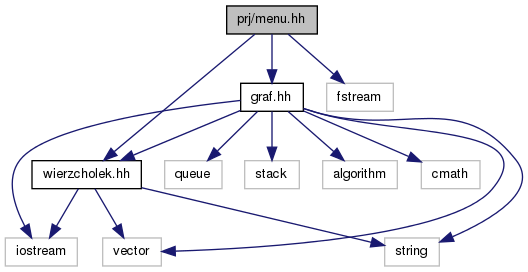 prj/menu.hh
graf.hh
fstream
wierzcholek.hh
queue
stack
algorithm
cmath
iostream
vector
string